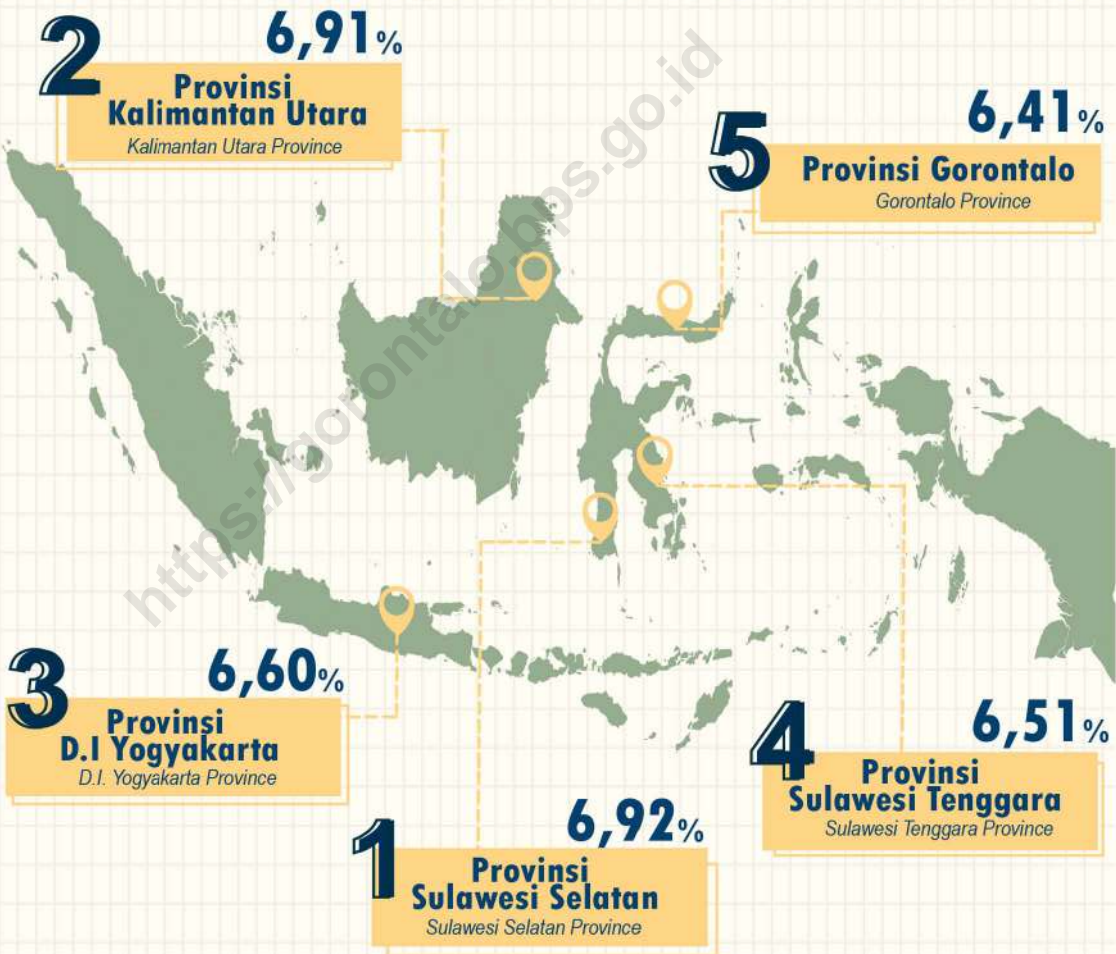 2
6,91%
Provinsi
Kalimantan Utara
Kalimantan Utara Province
5
6,41%
Provinsi Gorontalo
Gorontalo Province
https://gorontalo.bps.go.id
3
6,60%
Provinsi
D.I Yogyakarta
D.I. Yogyakarta Province
4
6,51%
Provinsi
Sulawesi Tenggara
Sulawesi Tenggara Province
1
6,92%
Provinsi
Sulawesi Selatan
Sulawesi Selatan Province